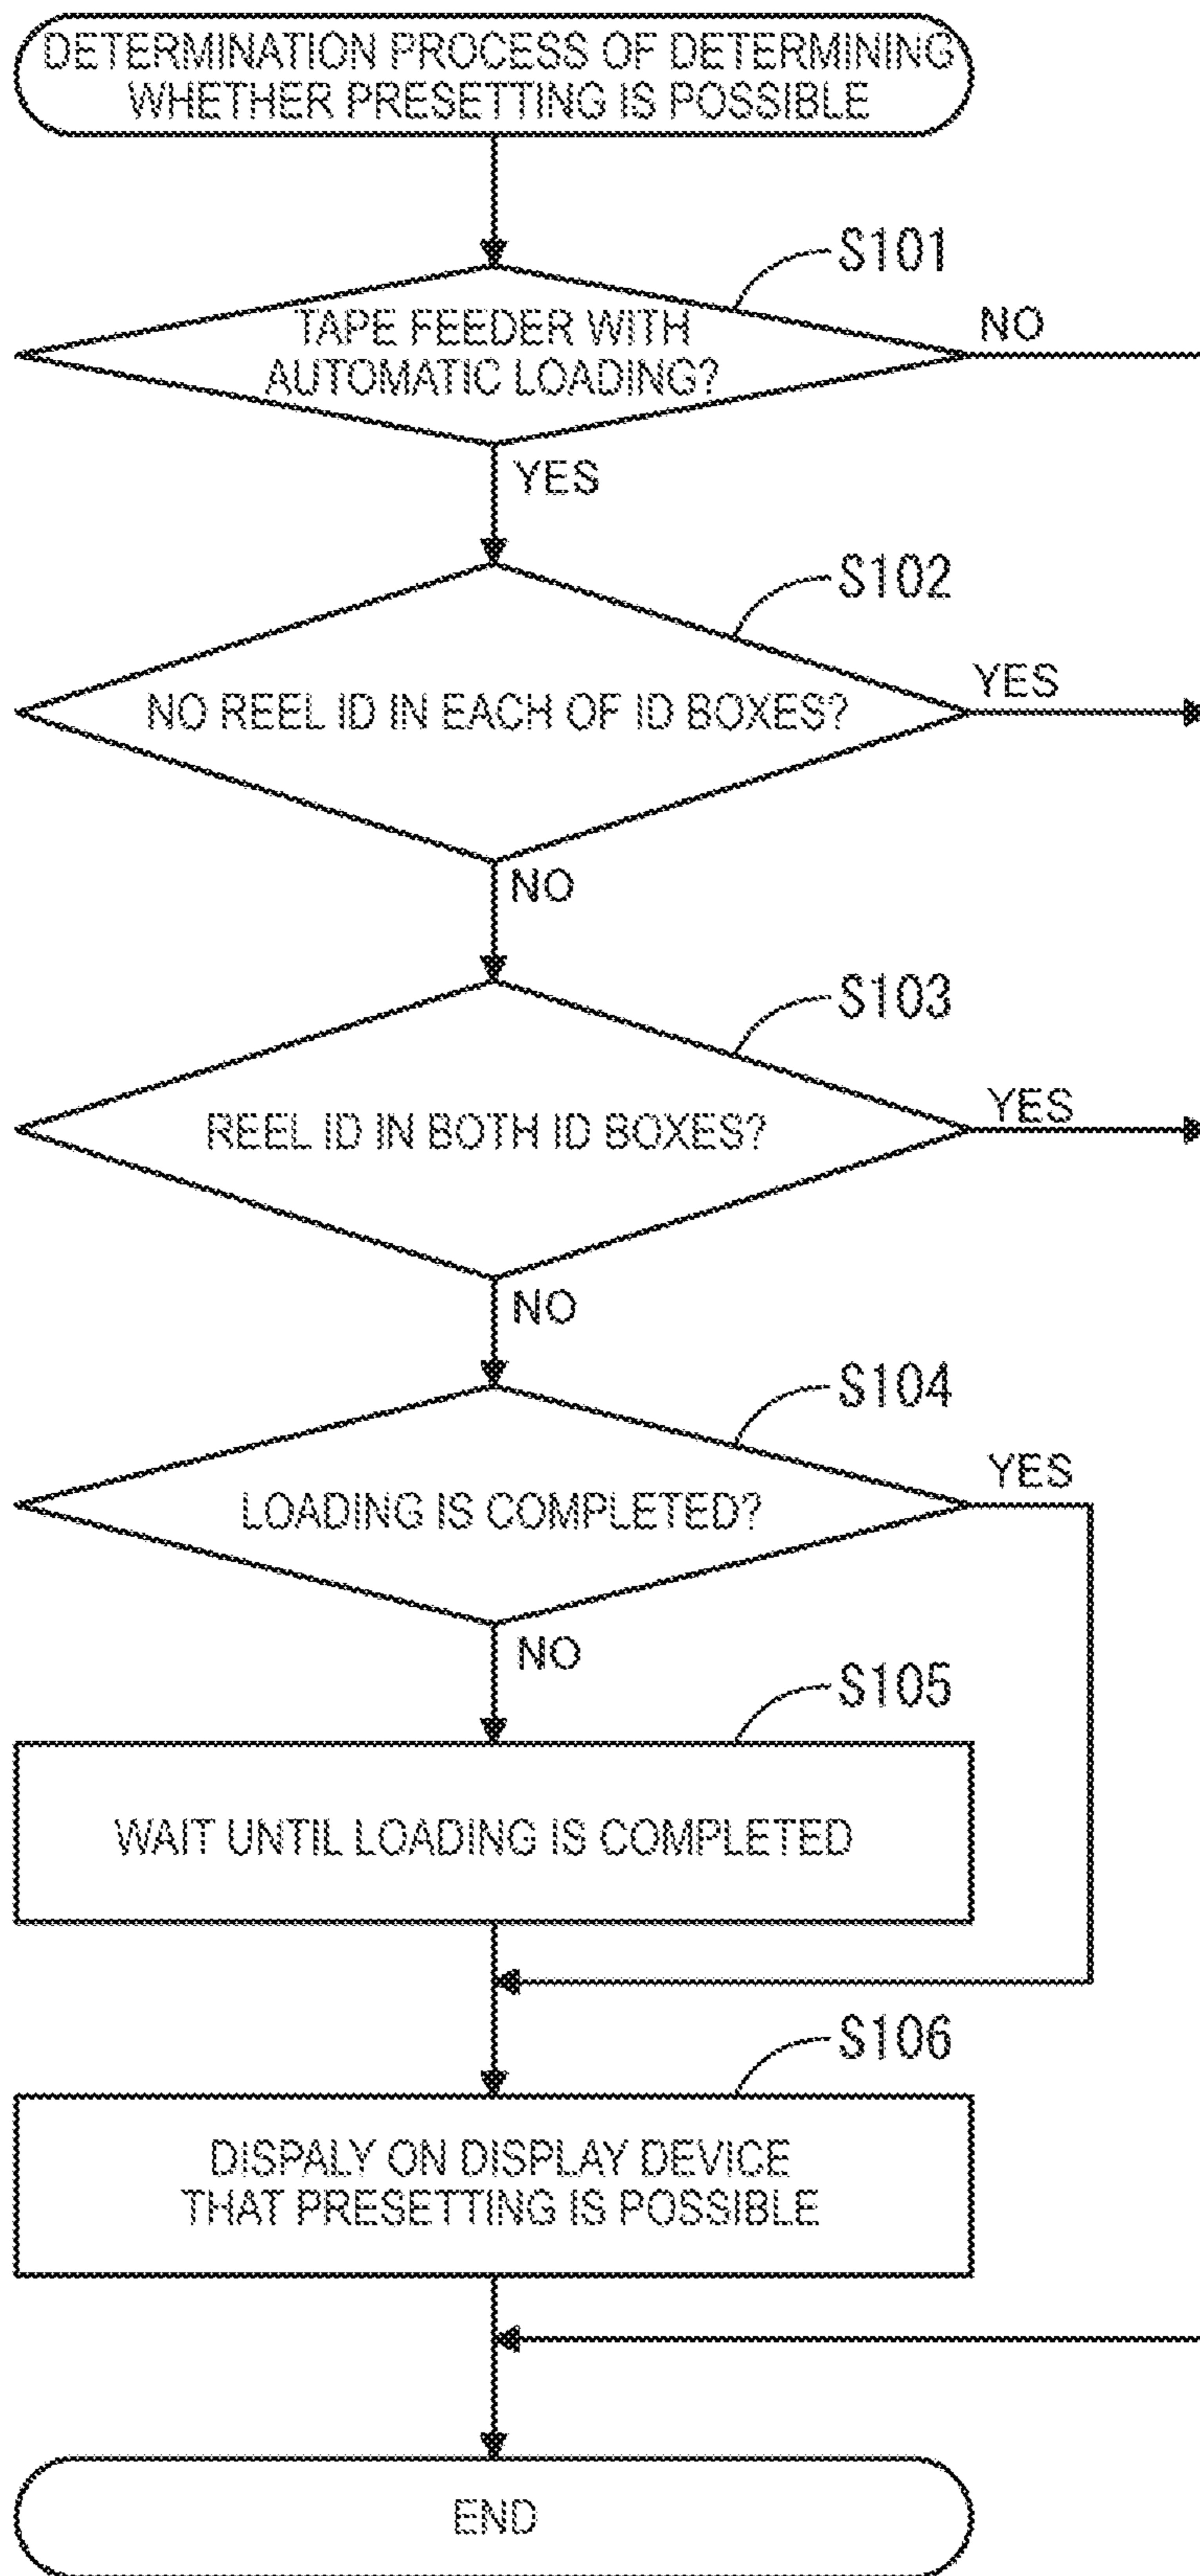 DETERMINATION PROCESS OF DETERMINING
WHETHER PRESETTING IS POSSIBLE
S101
TAPE FEEDER WITH
AUTOMATIC LOADING?
NO
YES
S102
NO REEL ID IN EACH OF ID BOXES?
YES
NO
S103
REEL ID IN BOTH ID BOXES?
YES
NO
S104
LOADING IS COMPLETED?
YES
NO
S105
WAIT UNTIL LOADING IS COMPLETED
S106
DISPALY ON DISPLAY DEVICE
THAT PRESETTING IS POSSIBLE
END